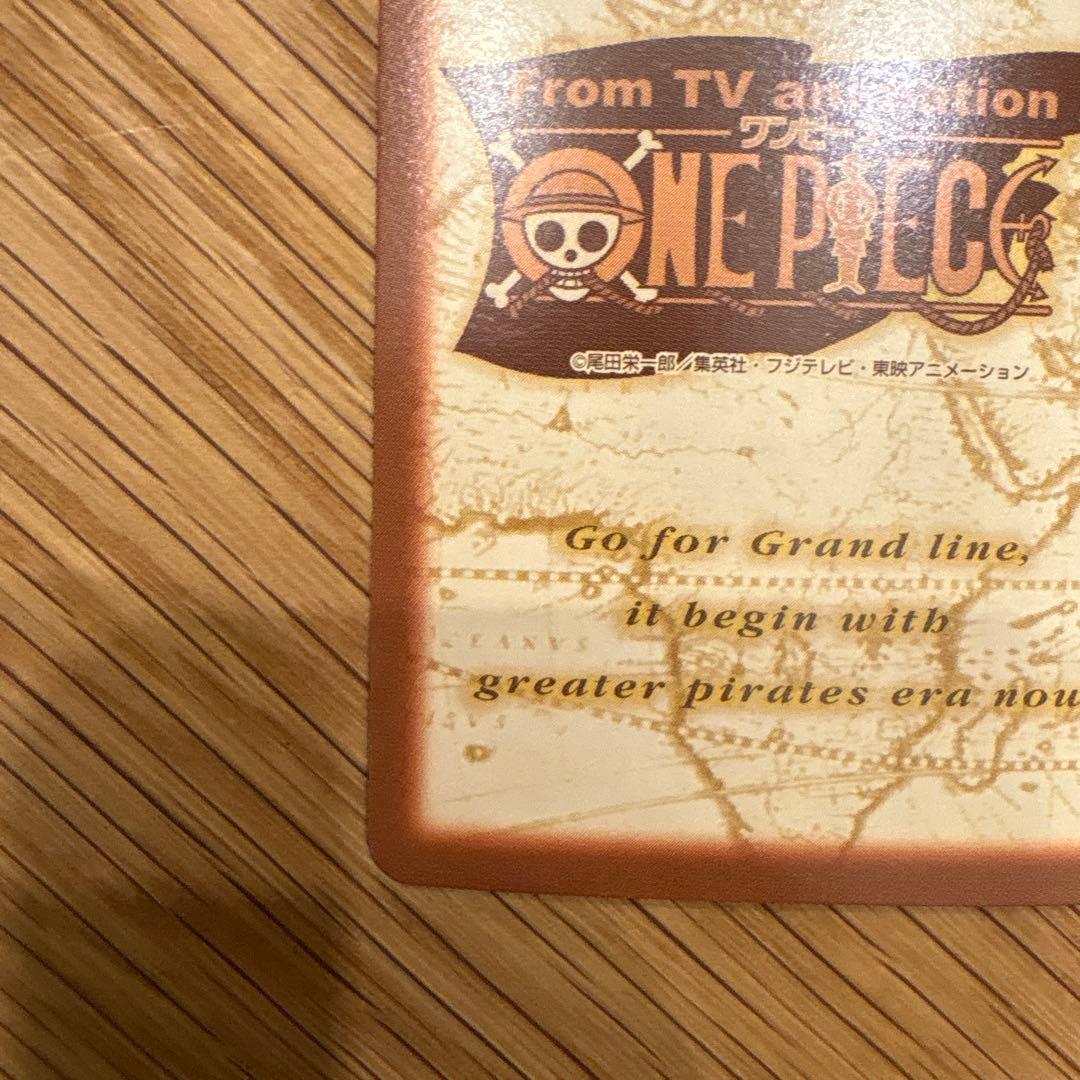 From TV animation
ワンピース
ONE PIECE
©尾田栄一郎／集英社・フジテレビ・東映アニメーション
Go for Grand line,
it begin with
greater pirates era now